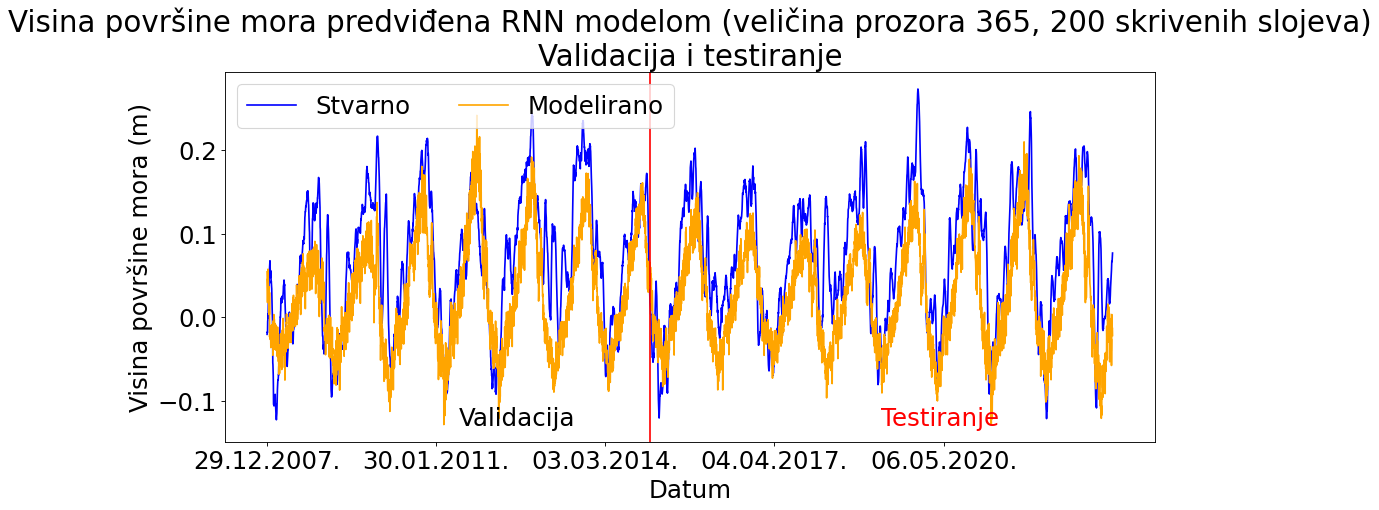 Visina površine mora predviđena RNN modelom (veličina prozora 365, 200 skrivenih slojeva)
Validacija i testiranje
Stvarno
Modelirano
Visina površine mora (m)
0.2
0.1
0.0
−0.1
Validacija
Testiranje
29.12.2007.
30.01.2011.
03.03.2014.
04.04.2017.
06.05.2020.
Datum